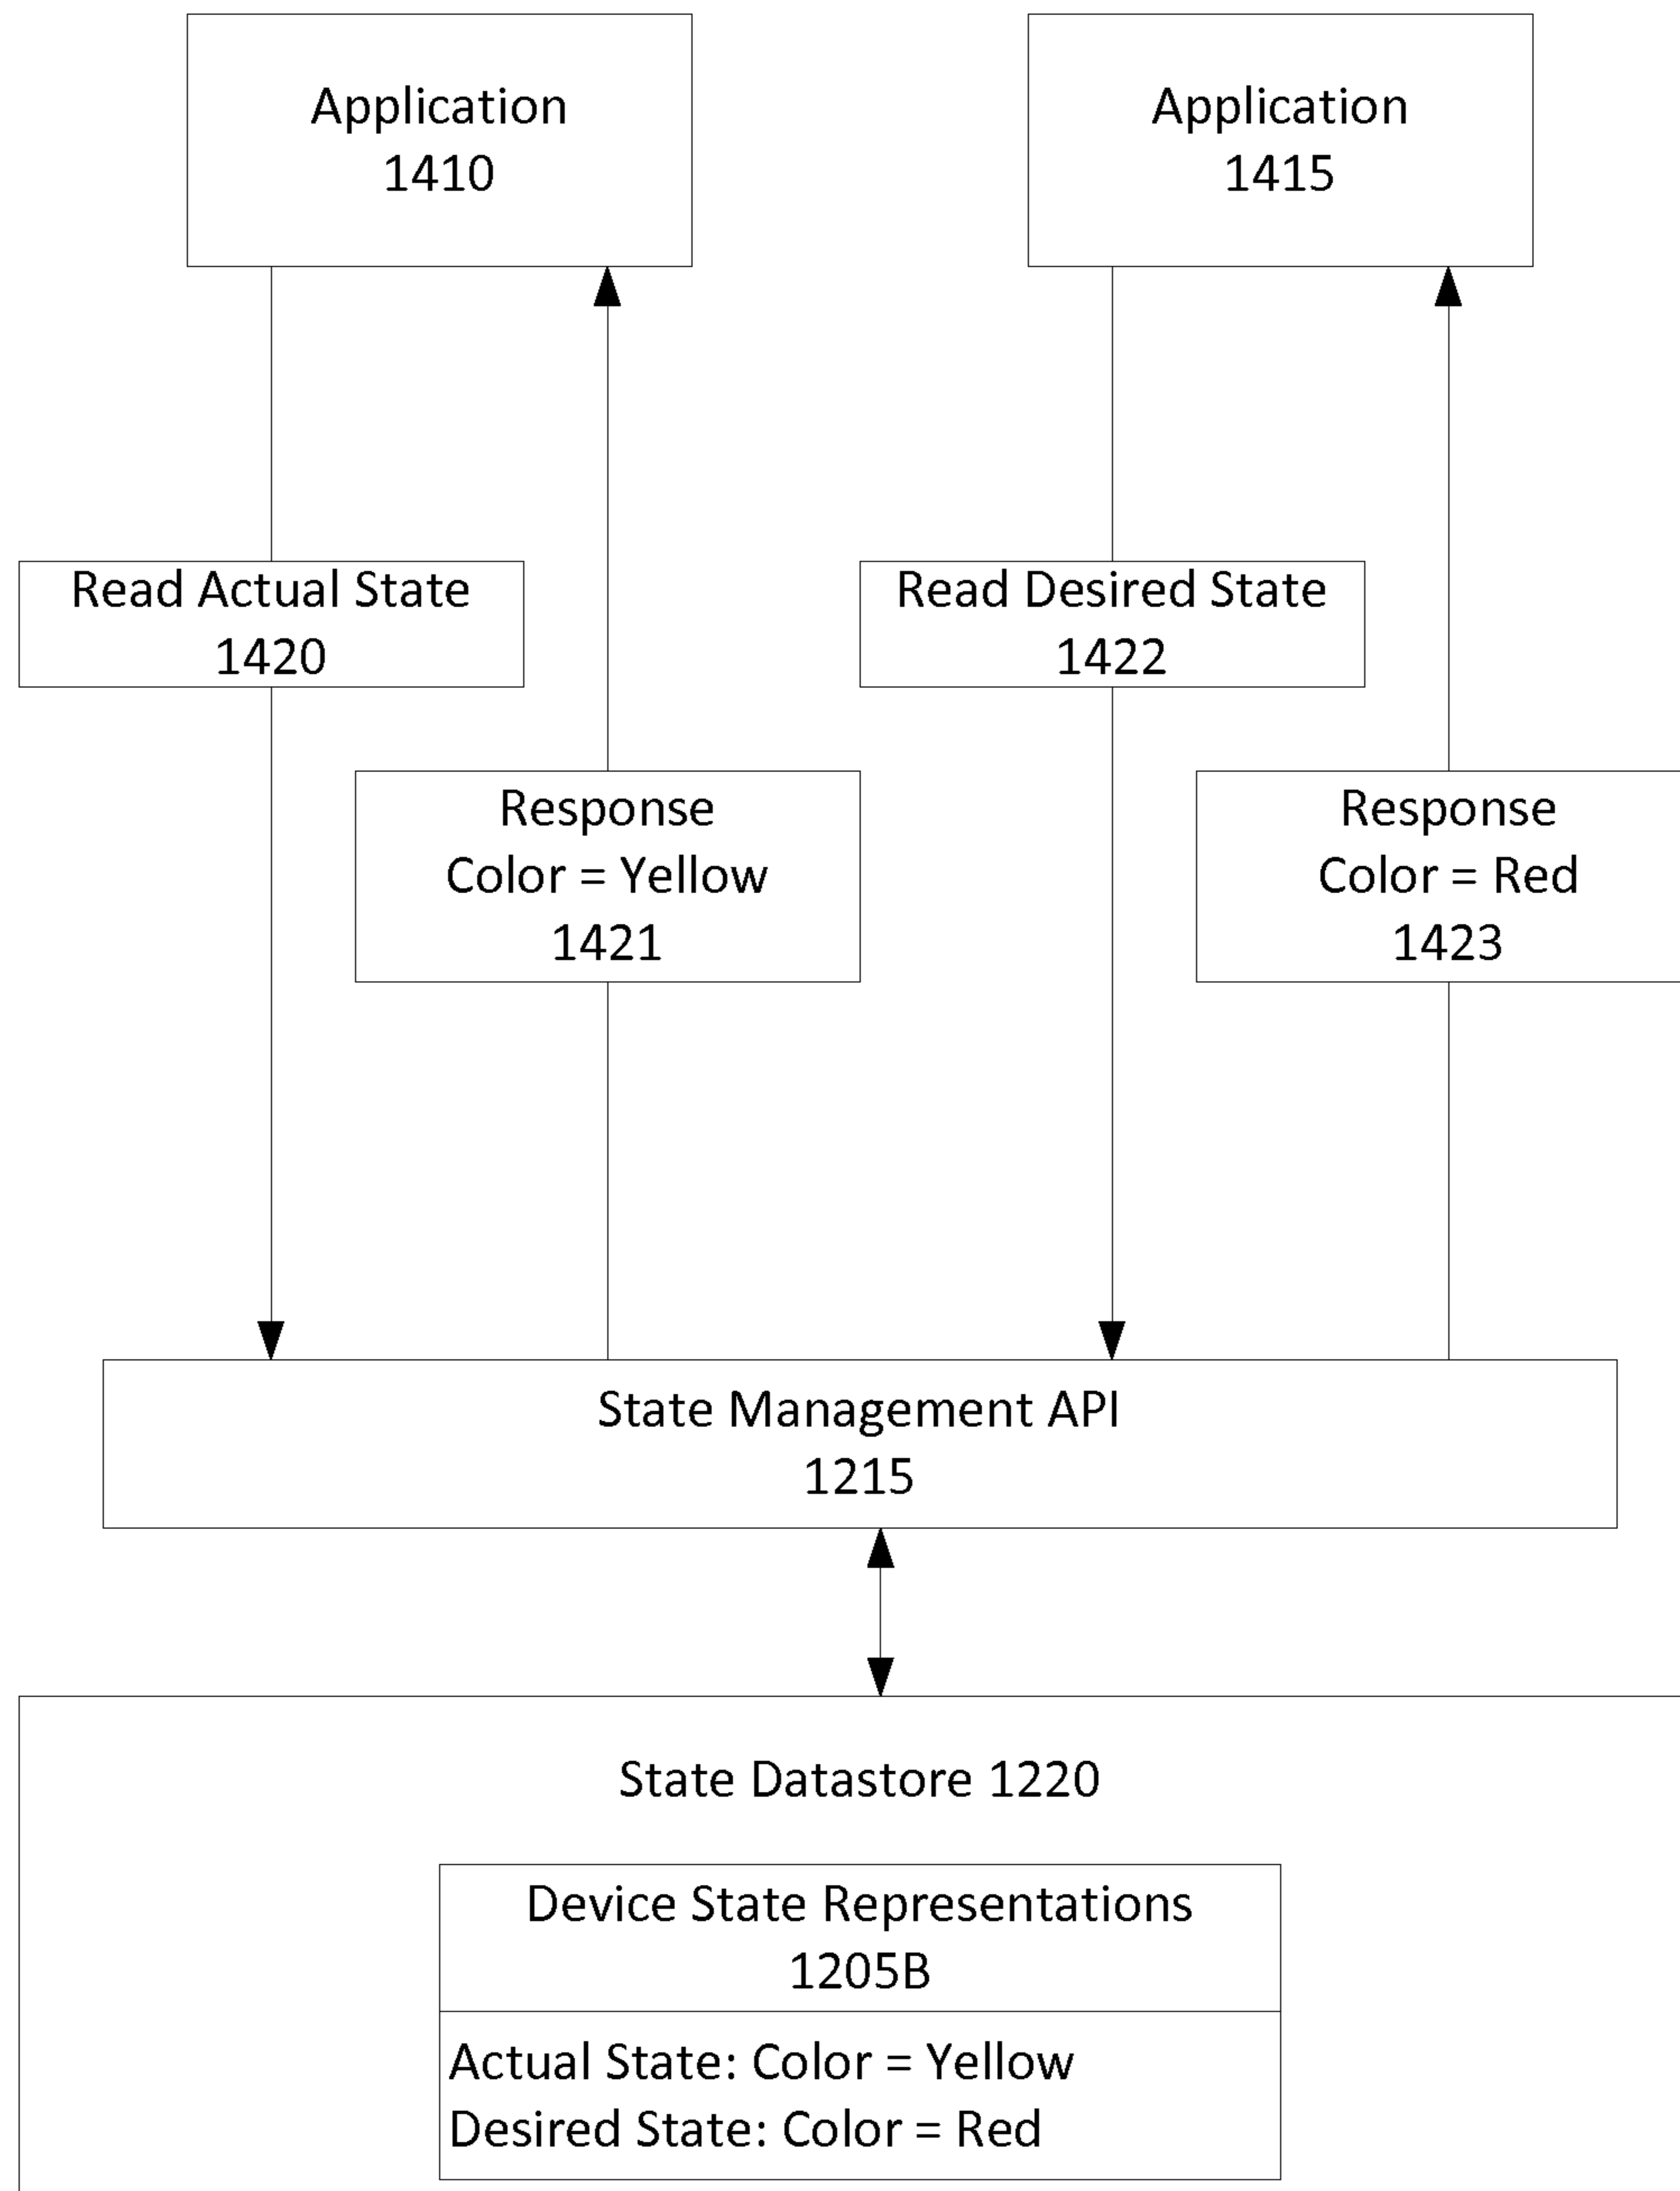 Application
1410
Application
1415
Read Actual State
1420
Read Desired State
1422
Response
Color = Yellow
1421
Response
Color = Red
1423
State Management API
1215
State Datastore 1220
Device State Representations
1205B
Actual State: Color = Yellow
Desired State: Color = Red